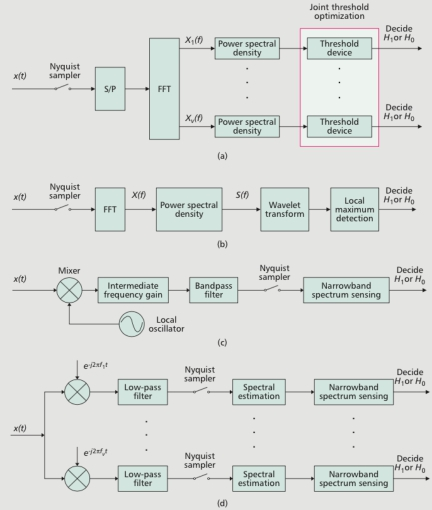 Joint threshold
optimization
X₁(f)
Decide
H₁ or H₀
Nyquist
sampler
x(t)
S/P
FFT
Power spectral
density
Threshold
device
Xᵥ(f)
Decide
H₁ or H₀
Power spectral
density
Threshold
device
(a)
Nyquist
sampler
x(t)
X(f)
S(f)
Decide
H₁ or H₀
FFT
Power spectral
density
Wavelet
transform
Local
maximum
detection
(b)
Mixer
Nyquist
sampler
Decide
H₁ or H₀
x(t)
Intermediate
frequency gain
Bandpass
filter
Narrowband
spectrum sensing
Local
oscillator
(c)
e^-j2πf₁t
Nyquist
sampler
Decide
H₁ or H₀
Low-pass
filter
Spectral
estimation
Narrowband
spectrum sensing
x(t)
e^-j2πfᵥt
Nyquist
sampler
Decide
H₁ or H₀
Low-pass
filter
Spectral
estimation
Narrowband
spectrum sensing
(d)